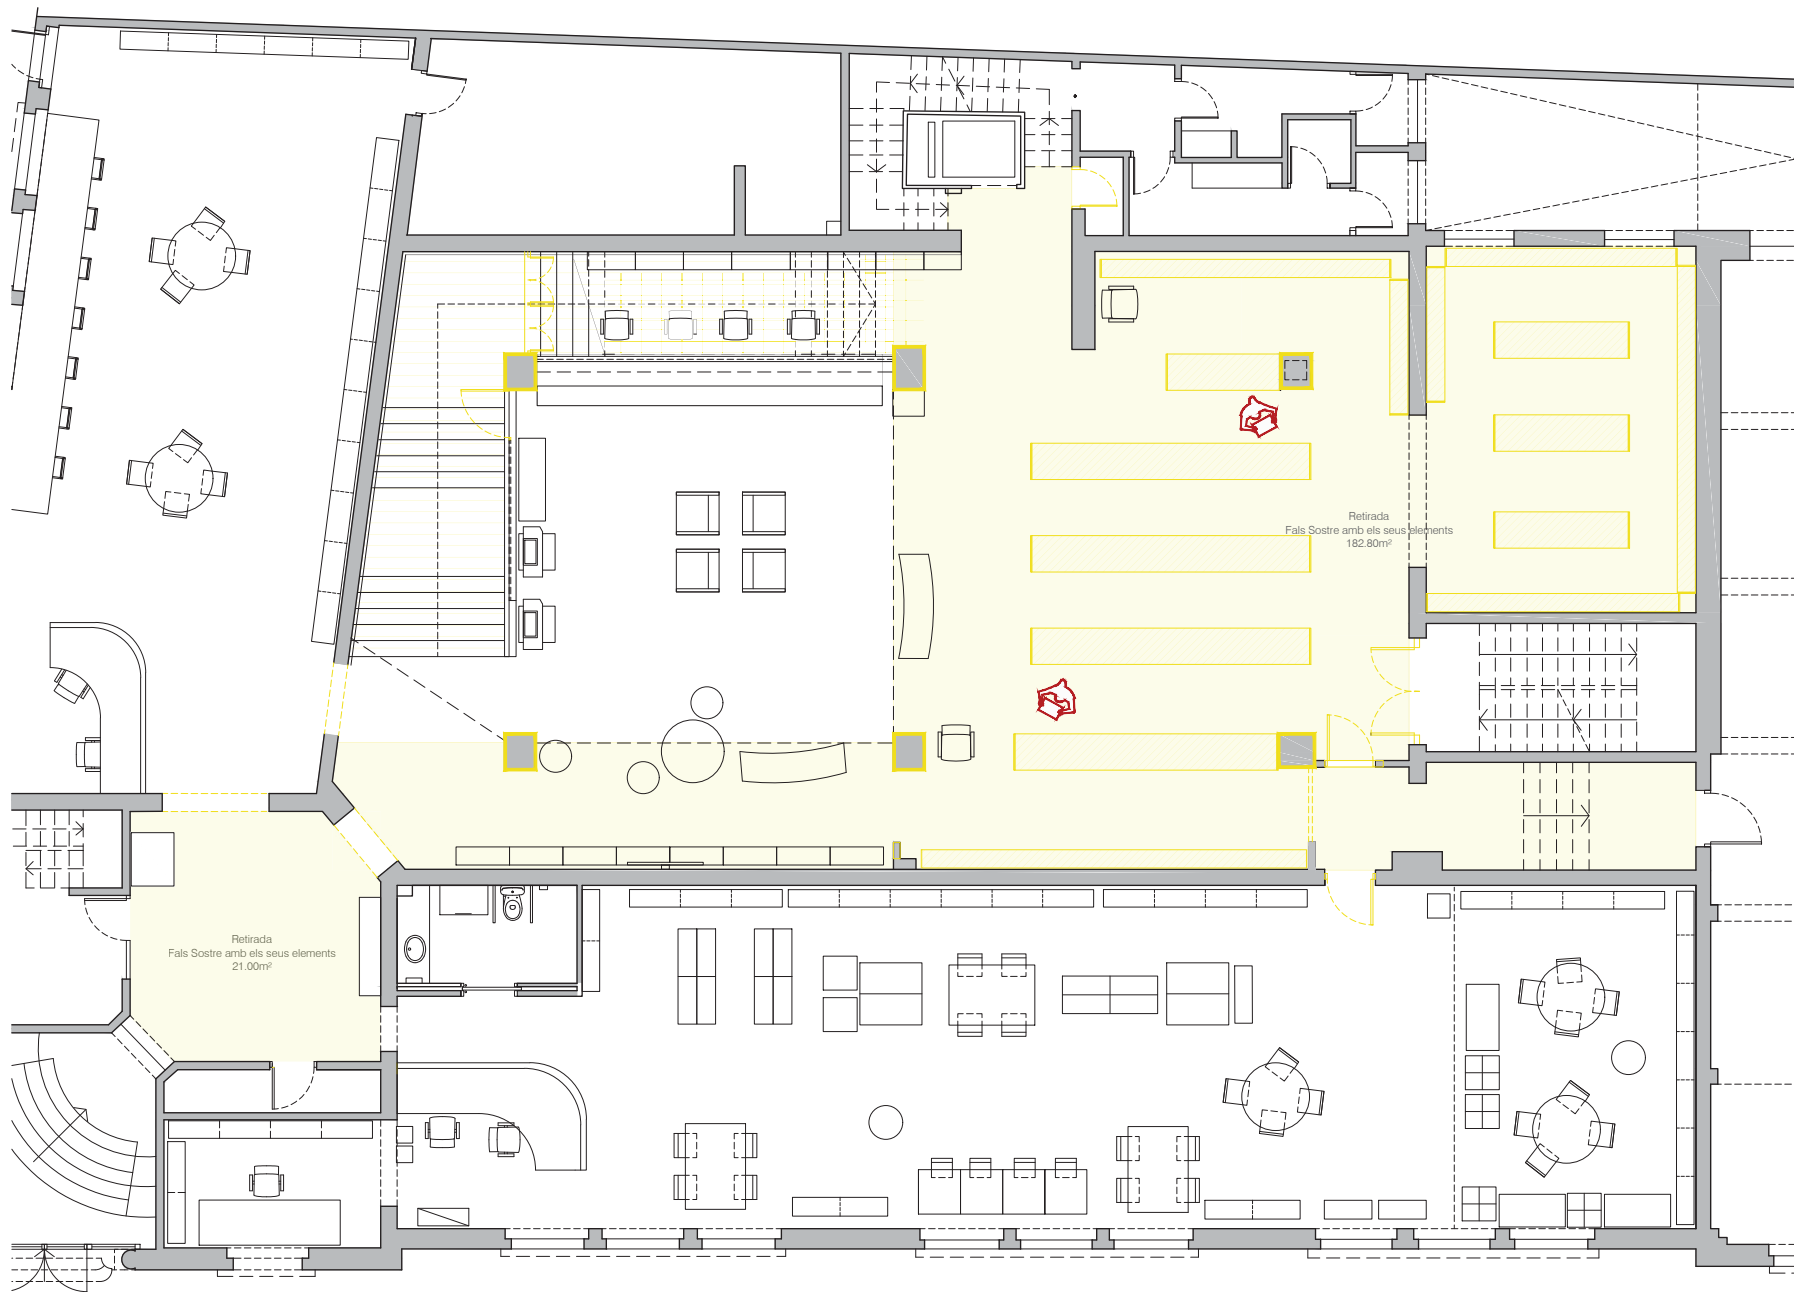 Retirada
Fals Sostre amb els seus elements
182.80m²
Retirada
Fals Sostre amb els seus elements
21.00m²